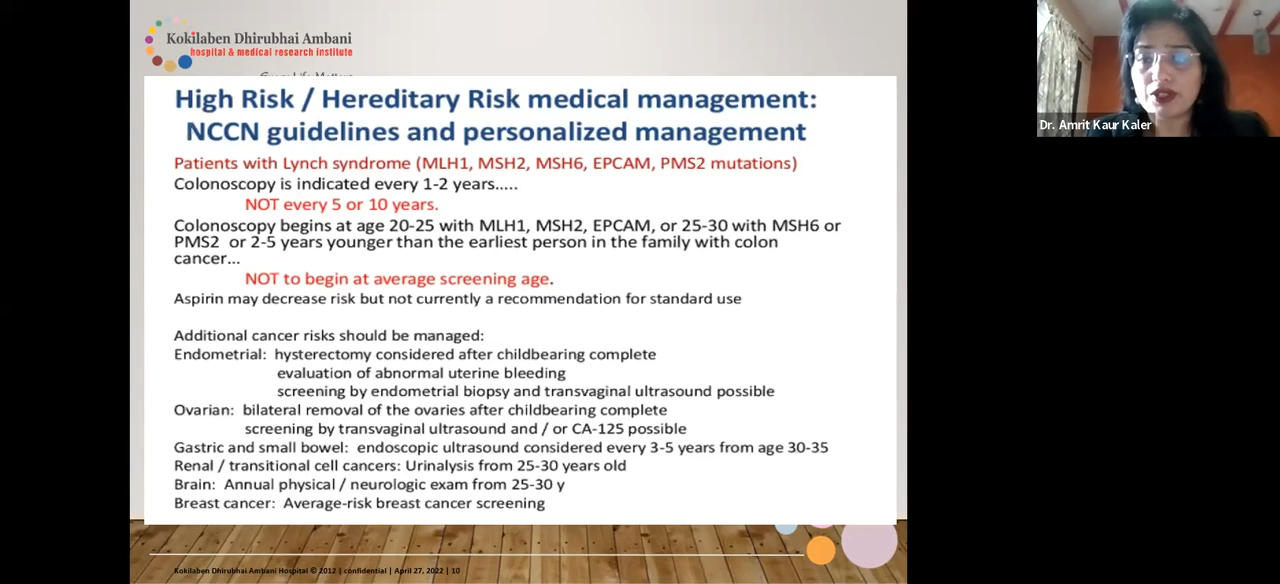 Kokilaben Dhirubhai Ambani
hospital & medical research institute
High Risk / Hereditary Risk medical management:
NCCN guidelines and personalized management
Patients with Lynch syndrome (MLH1, MSH2, MSH6, EPCAM, PMS2 mutations)
Colonoscopy is indicated every 1-2 years.....
NOT every 5 or 10 years.
Colonoscopy begins at age 20-25 with MLH1, MSH2, EPCAM, or 25-30 with MSH6 or
PMS2 or 2-5 years younger than the earliest person in the family with colon
cancer...
NOT to begin at average screening age.
Aspirin may decrease risk but not currently a recommendation for standard use
Additional cancer risks should be managed:
Endometrial: hysterectomy considered after childbearing complete
evaluation of abnormal uterine bleeding
screening by endometrial biopsy and transvaginal ultrasound possible
Ovarian: bilateral removal of the ovaries after childbearing complete
screening by transvaginal ultrasound and / or CA-125 possible
Gastric and small bowel: endoscopic ultrasound considered every 3-5 years from age 30-35
Renal / transitional cell cancers: Urinalysis from 25-30 years old
Brain: Annual physical / neurologic exam from 25-30 y
Breast cancer: Average-risk breast cancer screening
Kokilaben Dhirubhai Ambani Hospital © 2012 | confidential | April 27, 2022 | 10
Dr. Amrit Kaur Kaler